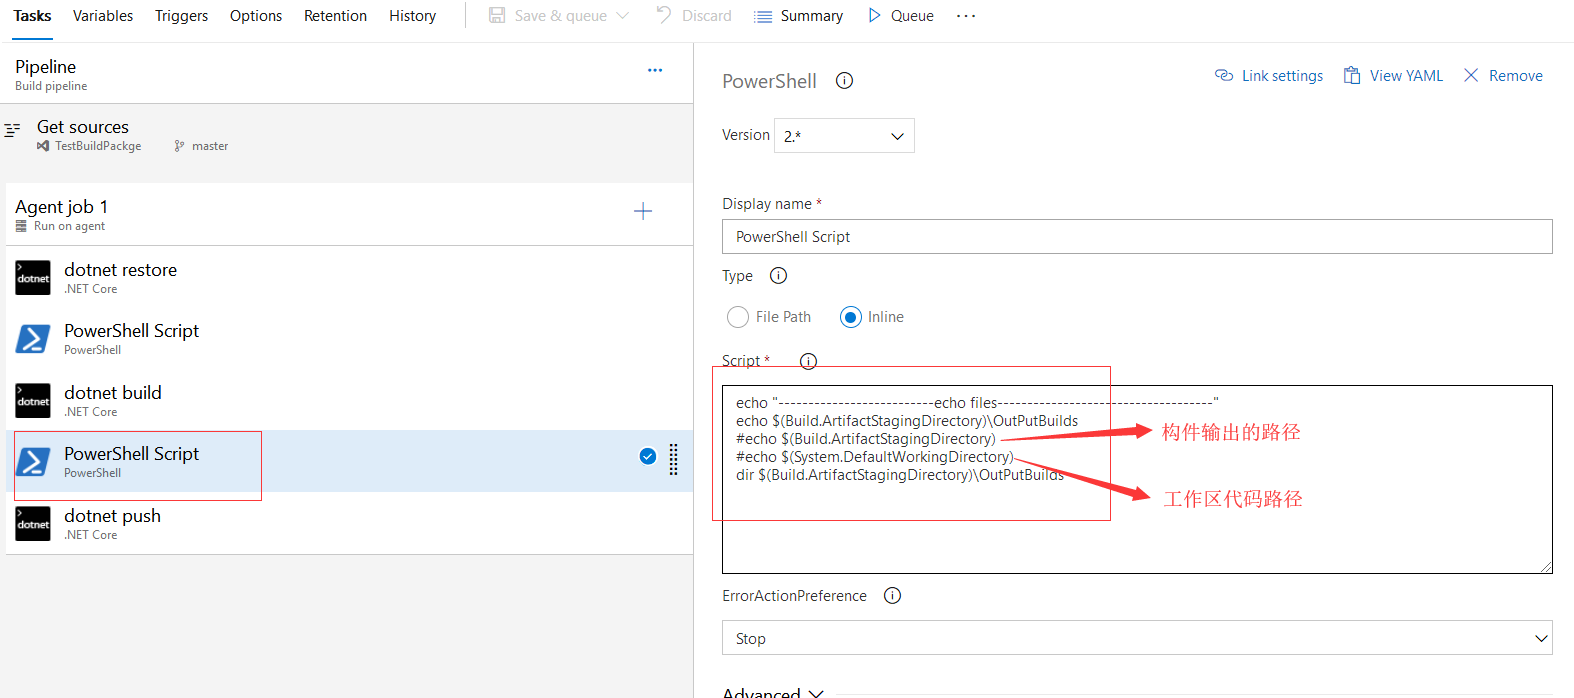 Tasks Variables Triggers Options Retention History Save & queue Discard Summary Queue ...
Pipeline
Build pipeline
Get sources
TestBuildPackge master
Agent job 1
Run on agent
dotnet restore
.NET Core
PowerShell Script
PowerShell
dotnet build
.NET Core
PowerShell Script
PowerShell
dotnet push
.NET Core
PowerShell
Link settings View YAML Remove
Version 2.*
Display name *
PowerShell Script
Type
File Path Inline
Script *
echo "--------------------------echo files------------------------------------"
echo $(Build.ArtifactStagingDirectory)\OutPutBuilds
#echo $(Build.ArtifactStagingDirectory)
#echo $(System.DefaultWorkingDirectory)
dir $(Build.ArtifactStagingDirectory)\OutPutBuilds
构件输出的路径
工作区代码路径
ErrorActionPreference
Stop
Advanced